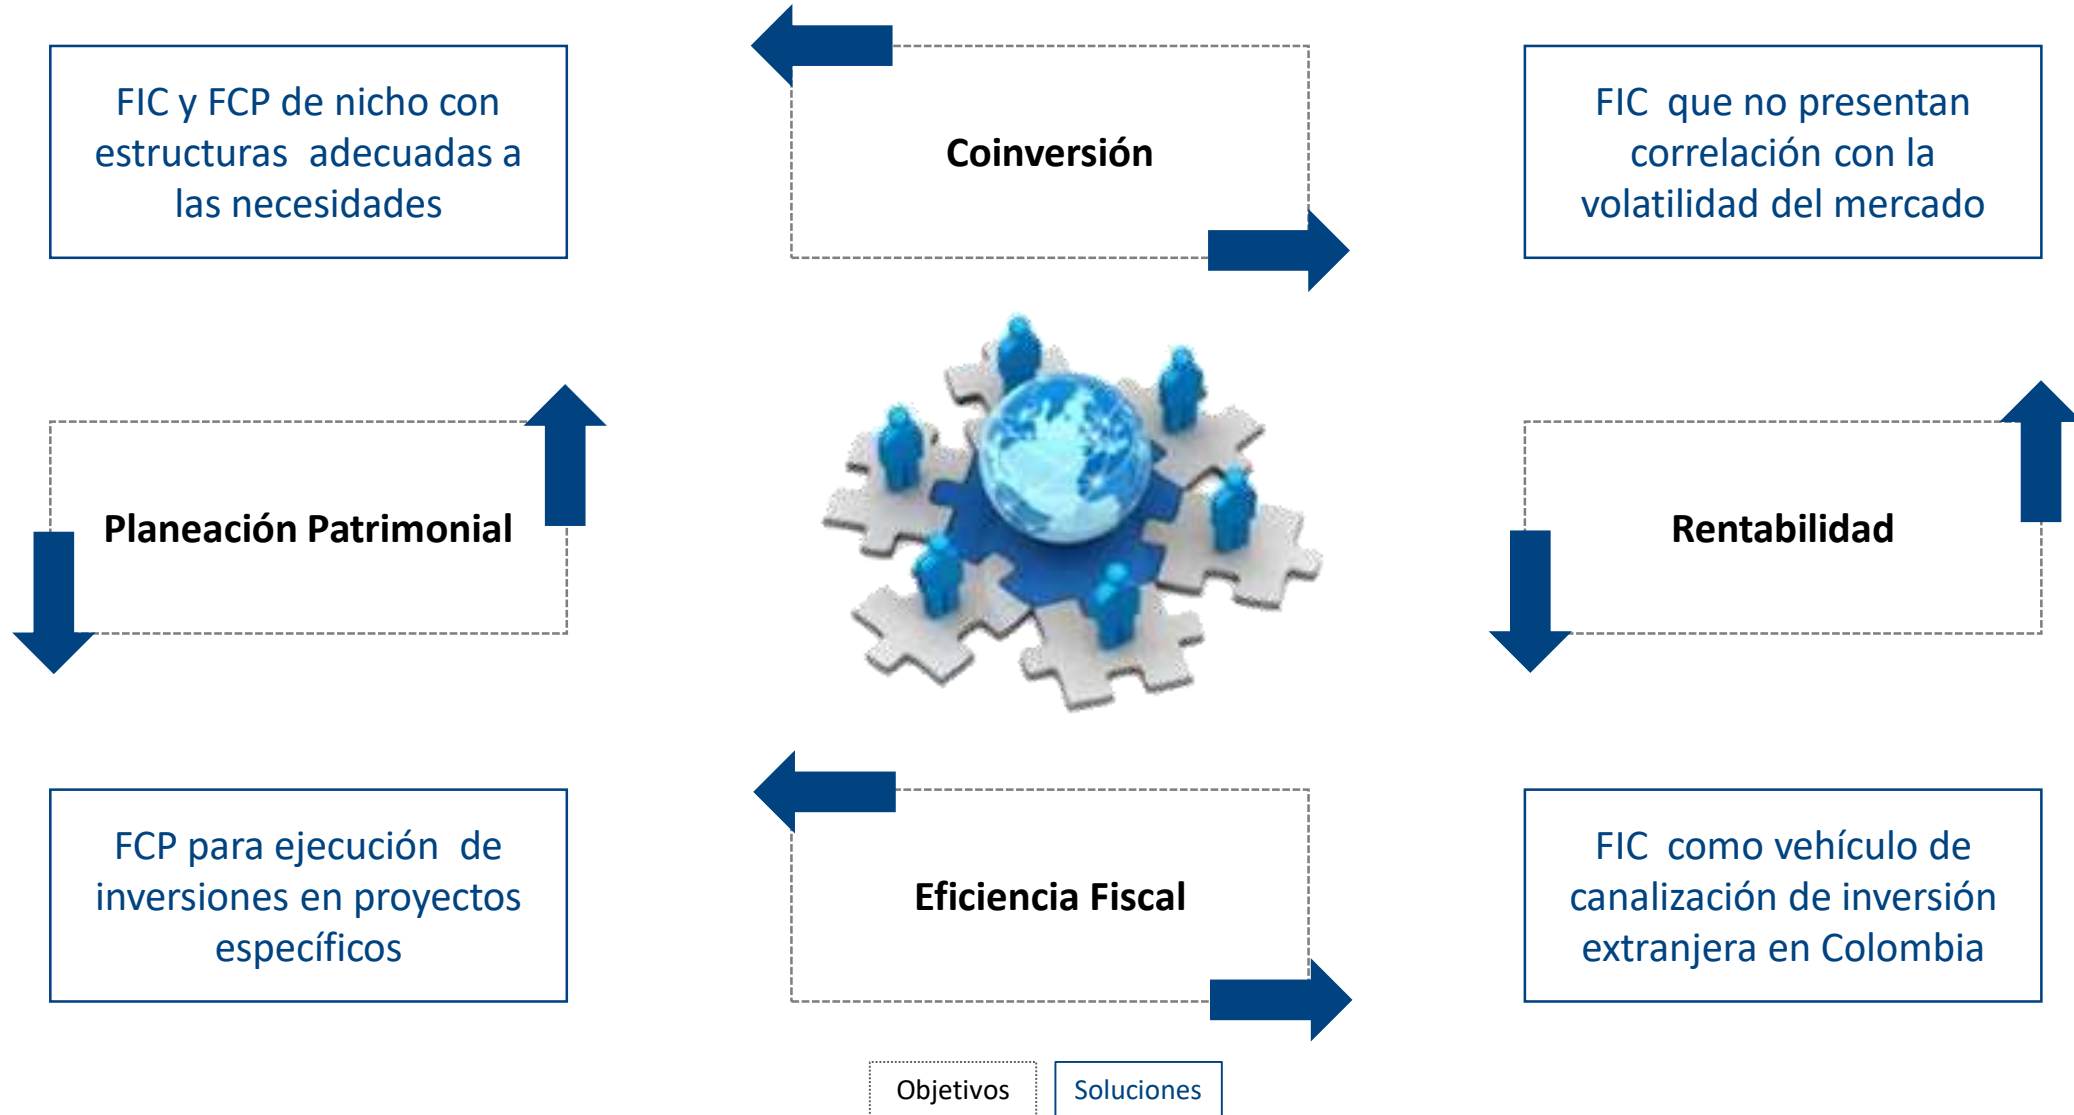 FIC y FCP de nicho con
estructuras adecuadas a
las necesidades
Coinversión
FIC que no presentan
correlación con la
volatilidad del mercado
Planeación Patrimonial
Rentabilidad
FCP para ejecución de
inversiones en proyectos
específicos
Eficiencia Fiscal
FIC como vehículo de
canalización de inversión
extranjera en Colombia
Objetivos
Soluciones